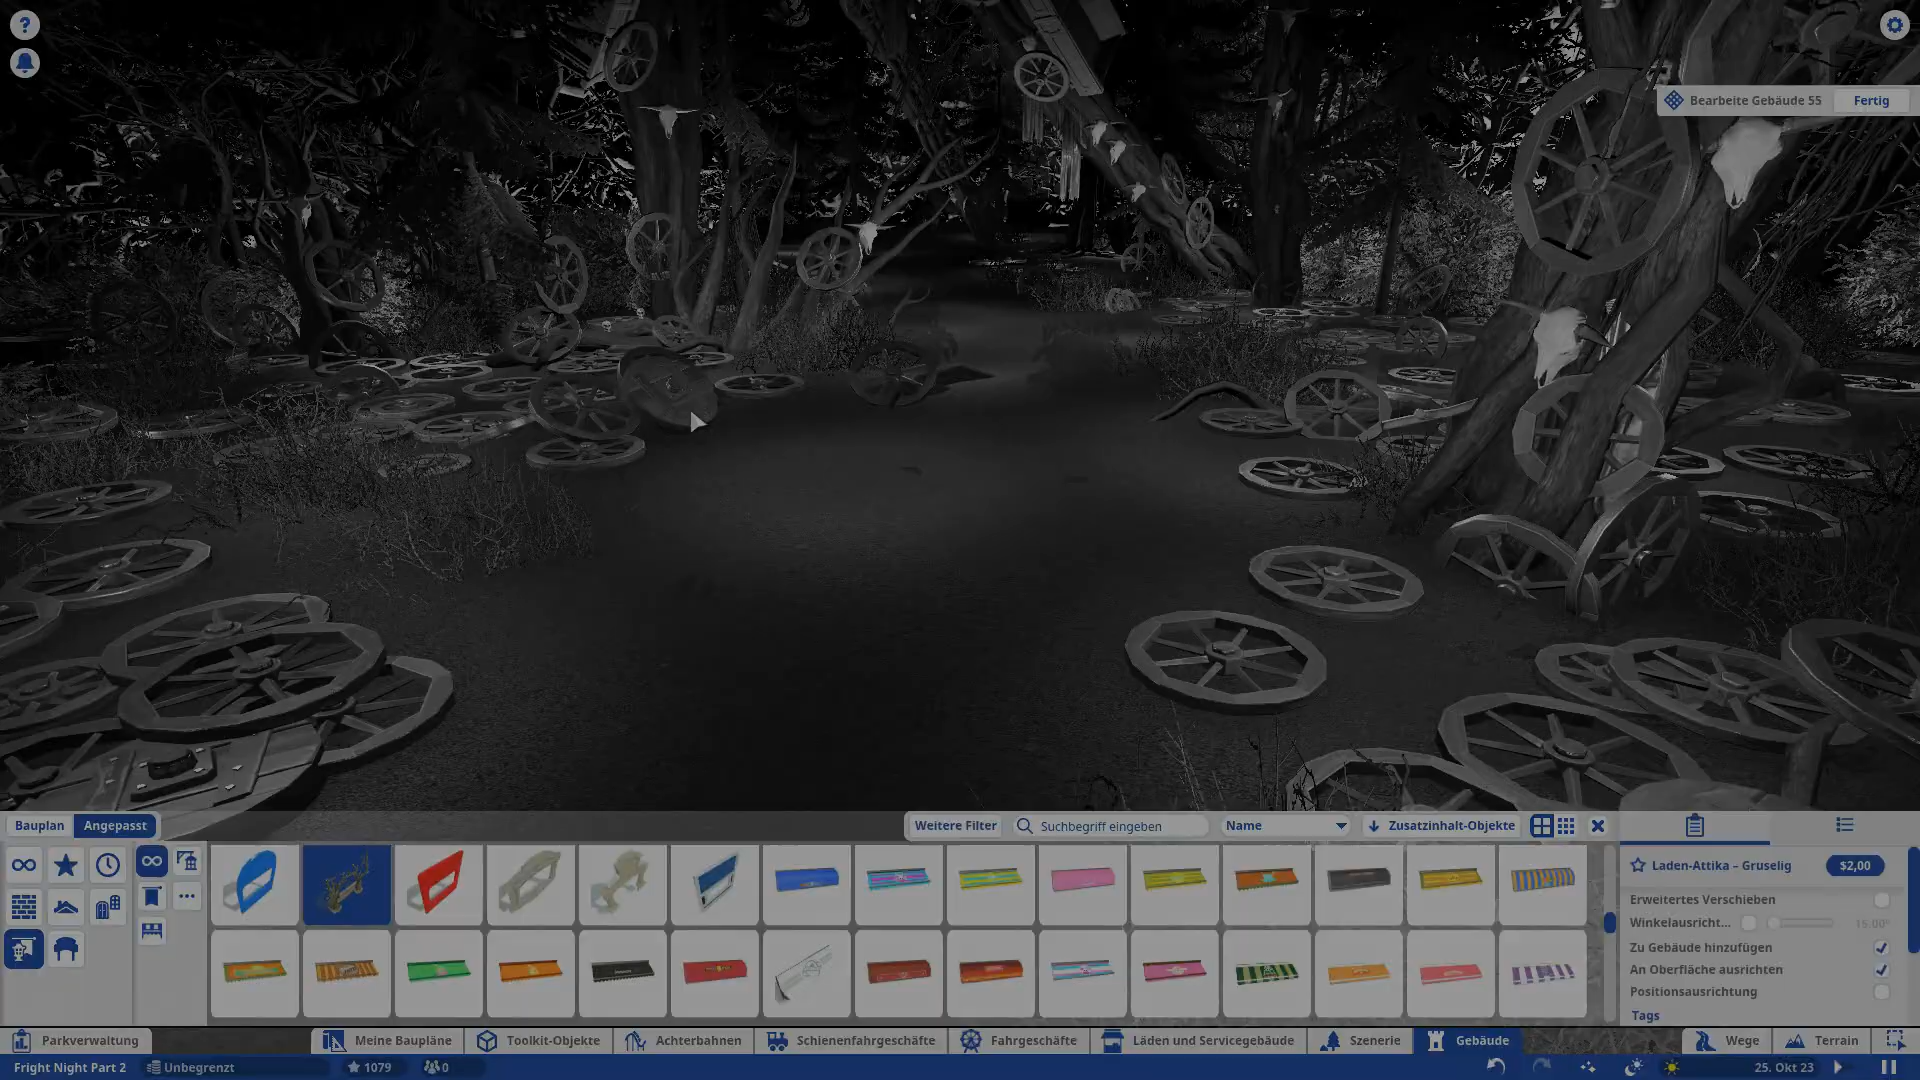 ?
Bearbeite Gebäude 55
Fertig
Bauplan
Angepasst
Weitere Filter
Suchbegriff eingeben
Name
Zusatzinhalt-Objekte
Laden-Attika – Gruselig
$2,00
Erweitertes Verschieben
Winkelausricht...
15.00°
Zu Gebäude hinzufügen
An Oberfläche ausrichten
Positionsausrichtung
Tags
Parkverwaltung
Meine Baupläne
Toolkit-Objekte
Achterbahnen
Schienenfahrgeschäfte
Fahrgeschäfte
Läden und Servicegebäude
Szenerie
Gebäude
Wege
Terrain
Fright Night Part 2
Unbegrenzt
1079
0
25. Okt 23